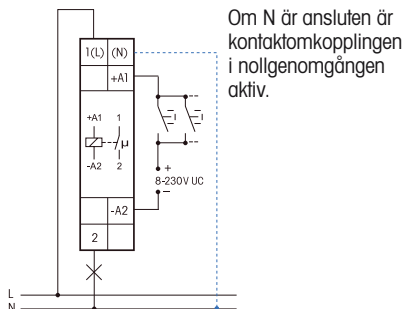 Om N är ansluten är
kontaktomkopplingen
i nollgenomgången
aktiv.
1(L) (N)
+A1
+A1 1
µ
-A2 2
+
8-230V UC
−
-A2
2
L
N